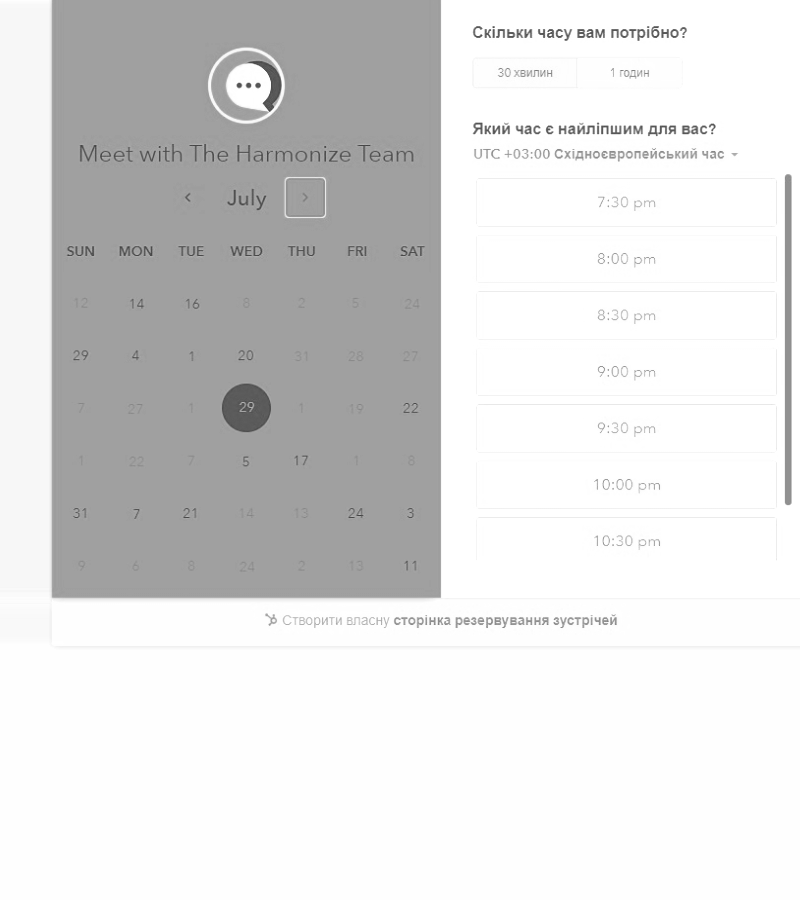 Meet with The Harmonize Team
July
SUN MON TUE WED THU FRI SAT
12 14 16 8 2 5 24
29 4 1 20 31 28 27
7 27 1 29 1 19 22
1 22 7 5 17 1 8
31 7 21 14 13 24 3
9 6 8 24 2 13 11
Скільки часу вам потрібно?
30 хвилин 1 годин
Який час є найліпшим для вас?
UTC +03:00 Східноєвропейський час
7:30 pm
8:00 pm
8:30 pm
9:00 pm
9:30 pm
10:00 pm
10:30 pm
Створити власну сторінка резервування зустрічей